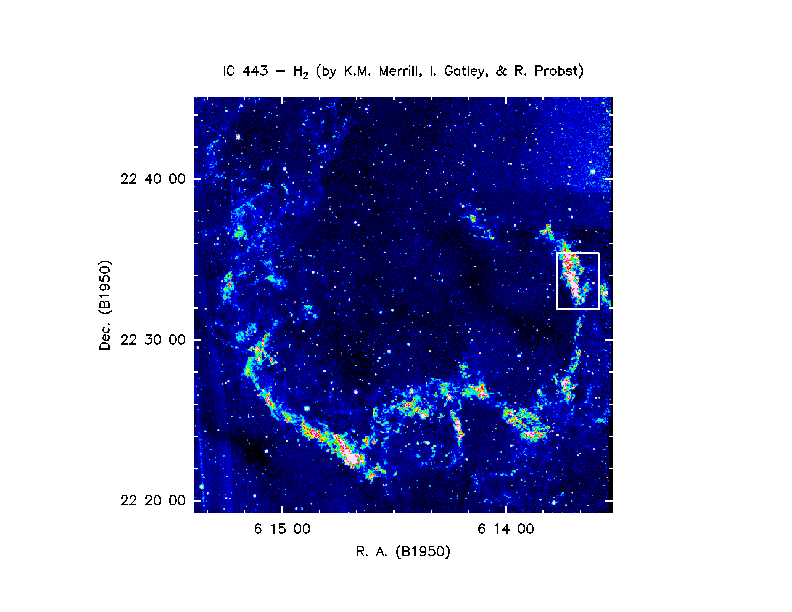 IC 443 – H₂ (by K.M. Merrill, I. Gatley, & R. Probst)
22 40 00
Dec. (B1950)
22 30 00
22 20 00
6 15 00
6 14 00
R. A. (B1950)